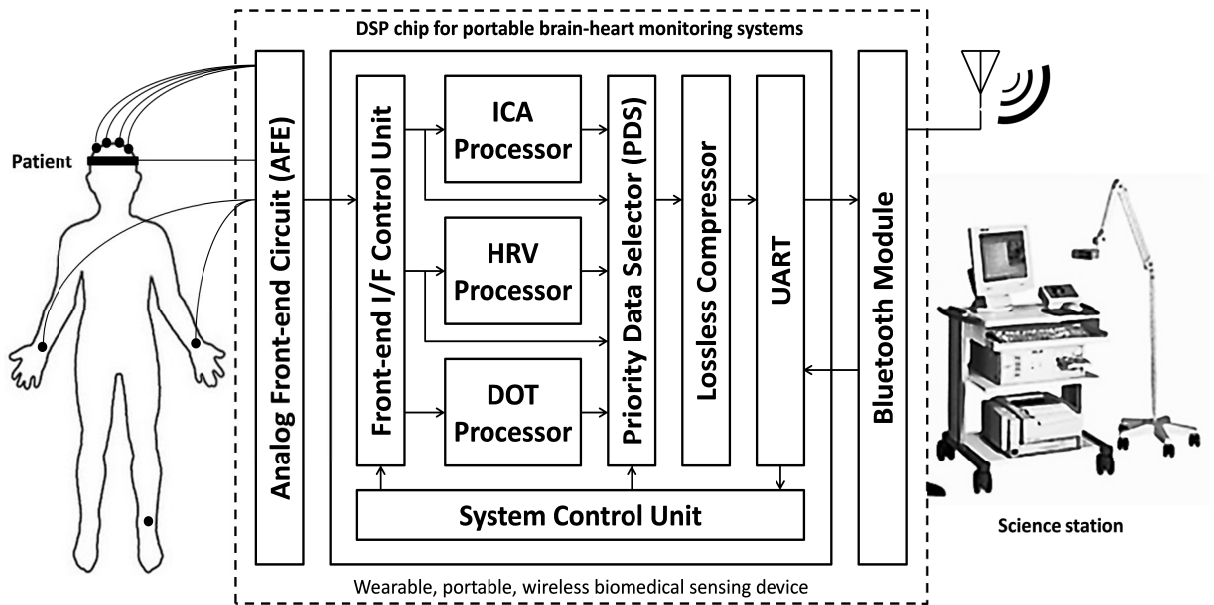 DSP chip for portable brain-heart monitoring systems
Patient
Analog Front-end Circuit (AFE)
Front-end I/F Control Unit
ICA
Processor
HRV
Processor
DOT
Processor
Priority Data Selector (PDS)
Lossless Compressor
UART
Bluetooth Module
System Control Unit
Science station
Wearable, portable, wireless biomedical sensing device